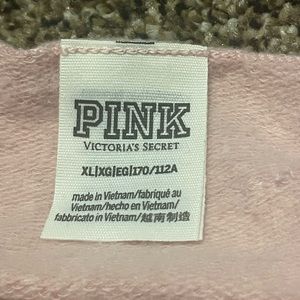 PINK
VICTORIA'S SECRET
XL|XG|EG|170/112A
made in Vietnam/fabriqué au
Vietnam/hecho en Vietnam/
fabbricato in Vietnam/越南制造